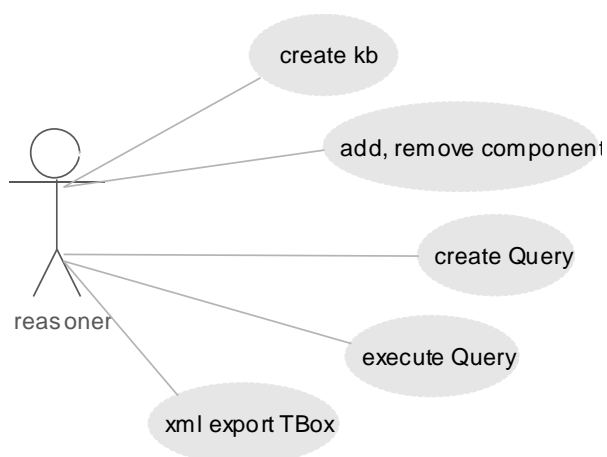 create kb
add, remove component
create Query
reasoner
execute Query
xml export TBox